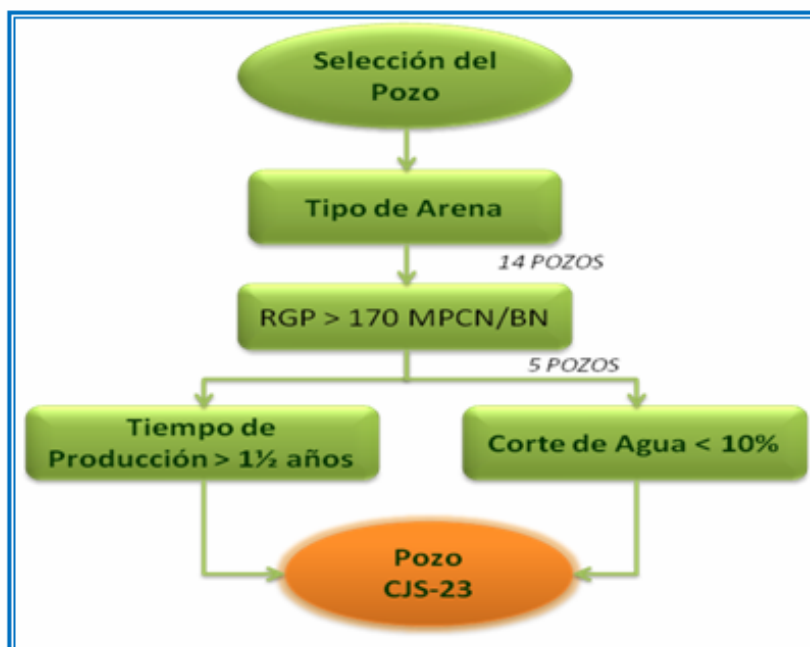 Selección del
Pozo
Tipo de Arena
14 POZOS
RGP > 170 MPCN/BN
5 POZOS
Tiempo de
Producción > 1½ años
Corte de Agua < 10%
Pozo
CJS-23